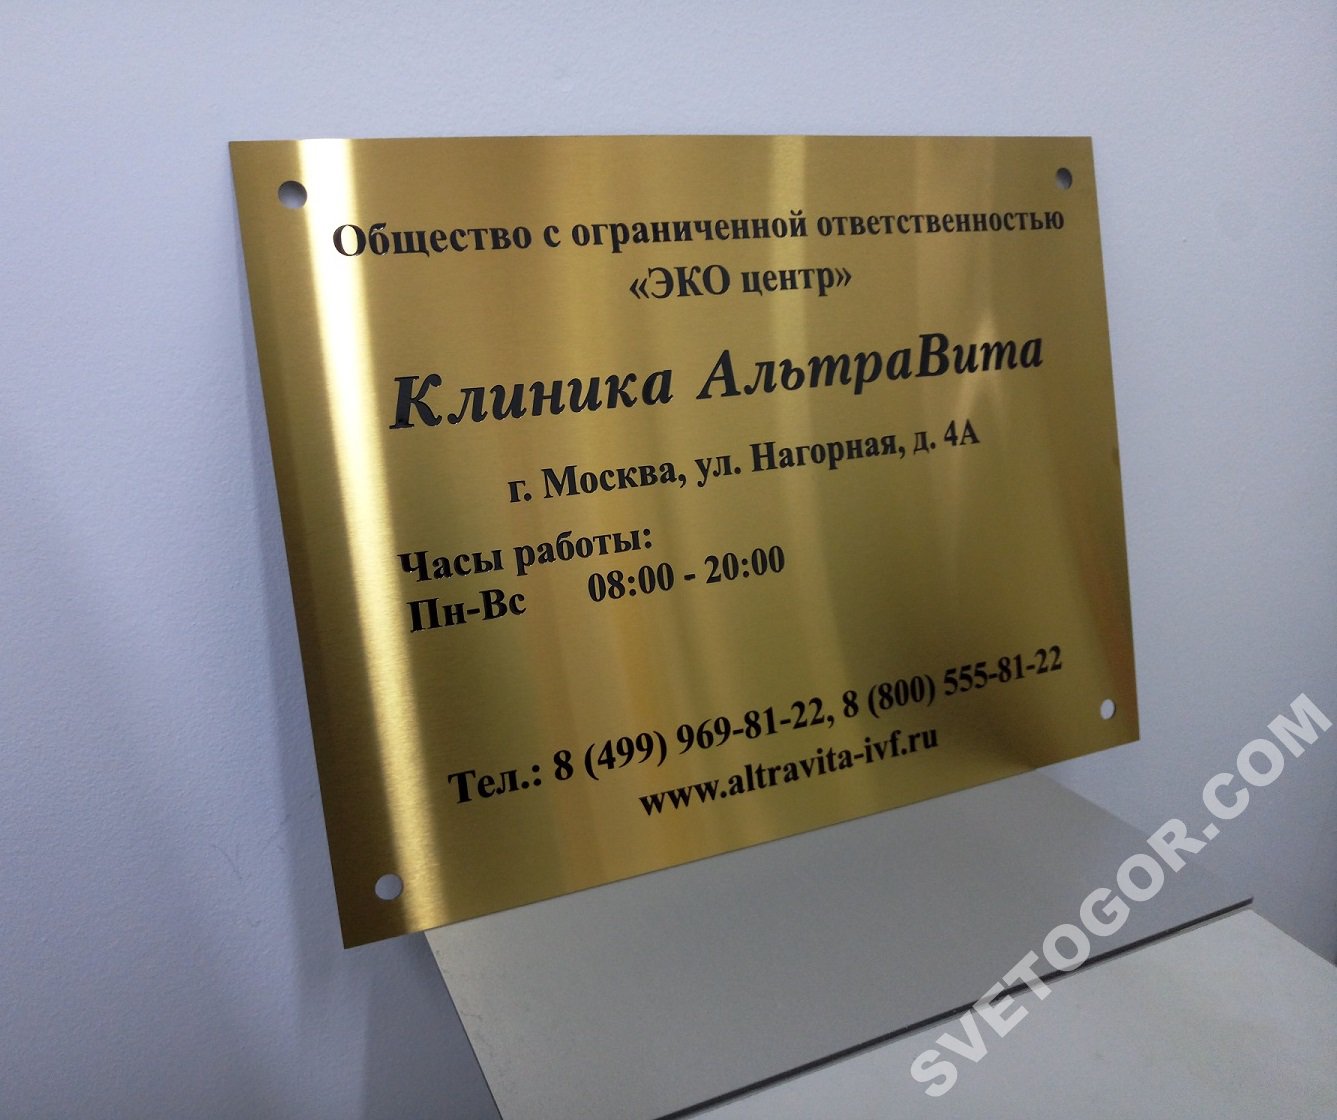 Общество с ограниченной ответственностью
«ЭКО центр»
Клиника АльтраВита
г. Москва, ул. Нагорная, д. 4А
Часы работы:
Пн-Вс 08:00 - 20:00
Тел.: 8 (499) 969-81-22, 8 (800) 555-81-22
www.altravita-ivf.ru
SVETOGOR.COM